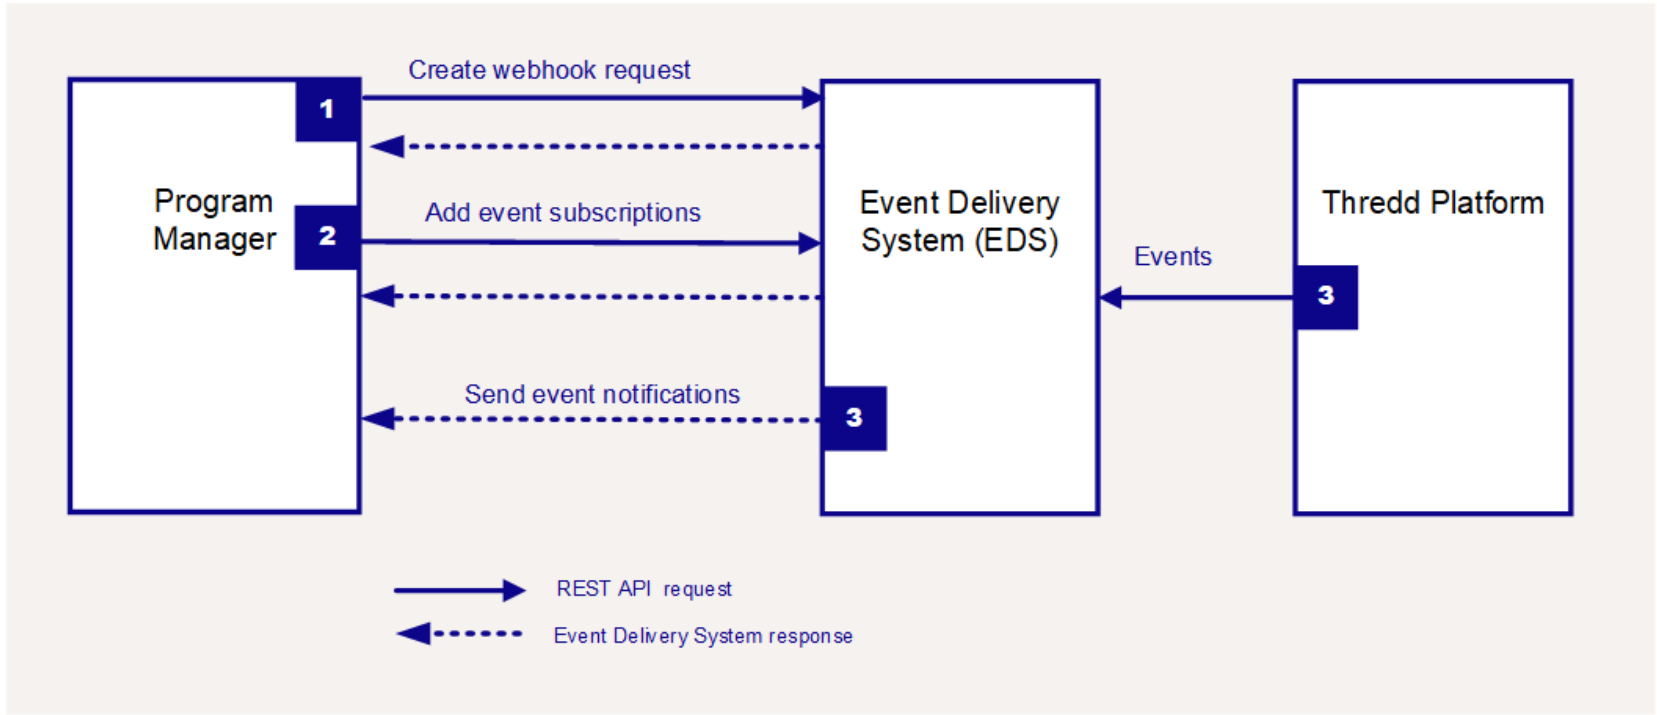 Create webhook request
1
Program
Manager
2
Add event subscriptions
Event Delivery
System (EDS)
Thredd Platform
Events
3
Send event notifications
3
REST API request
Event Delivery System response